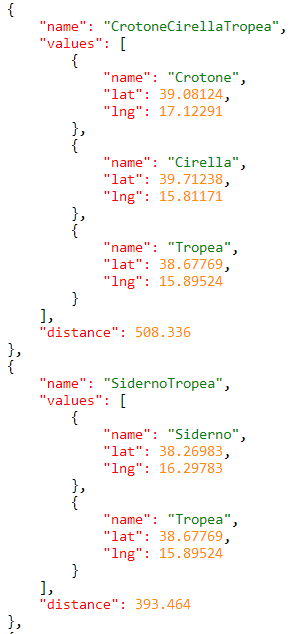 {
    "name": "CrotoneCirellaTropea",
    "values": [
        {
            "name": "Crotone",
            "lat": 39.08124,
            "lng": 17.12291
        },
        {
            "name": "Cirella",
            "lat": 39.71238,
            "lng": 15.81171
        },
        {
            "name": "Tropea",
            "lat": 38.67769,
            "lng": 15.89524
        }
    ],
    "distance": 508.336
},
{
    "name": "SidernoTropea",
    "values": [
        {
            "name": "Siderno",
            "lat": 38.26983,
            "lng": 16.29783
        },
        {
            "name": "Tropea",
            "lat": 38.67769,
            "lng": 15.89524
        }
    ],
    "distance": 393.464
},